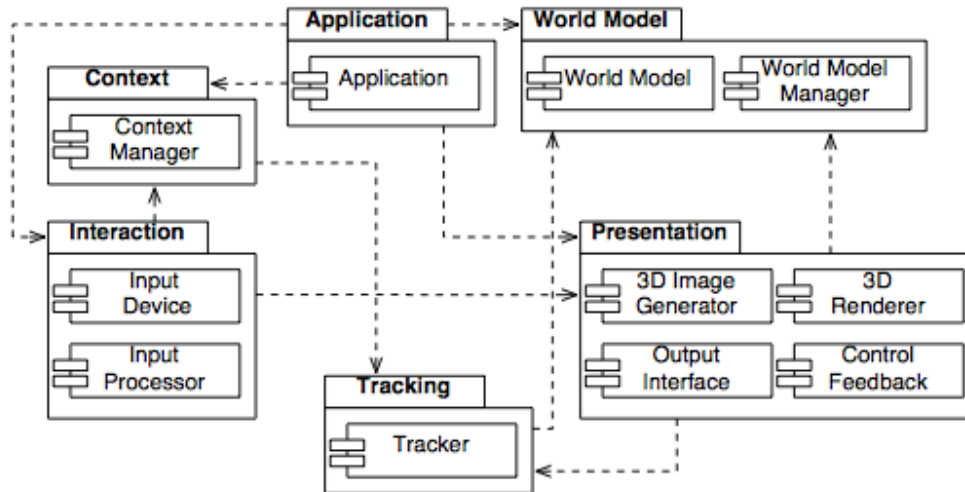 Application
World Model
Application
World Model
World Model
Manager
Context
Context
Manager
Interaction
Input
Device
Input
Processor
Presentation
3D Image
Generator
3D
Renderer
Output
Interface
Control
Feedback
Tracking
Tracker